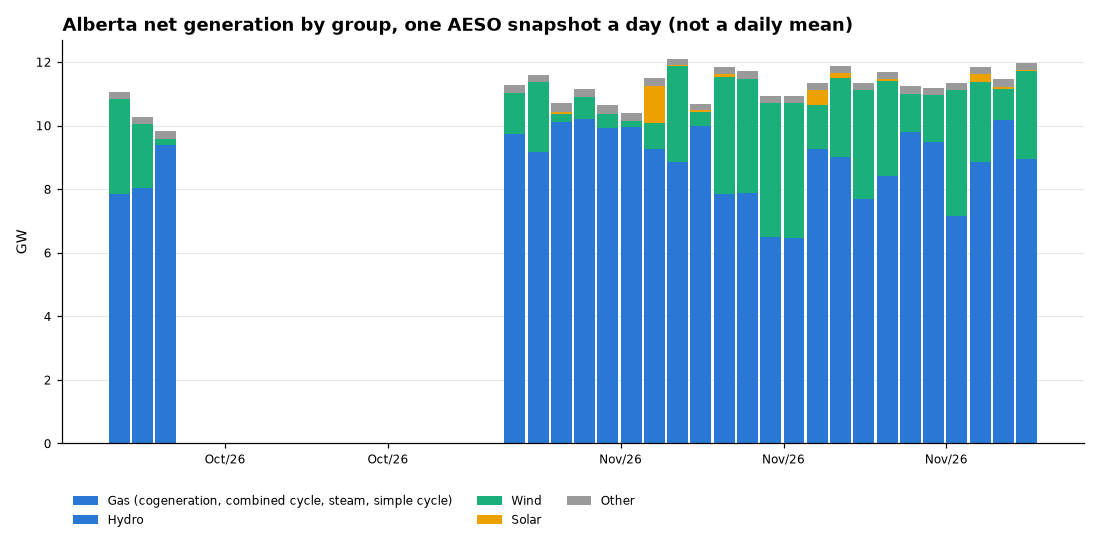 Alberta net generation by group, one AESO snapshot a day (not a daily mean)
GW
12
10
8
6
4
2
0
Oct/26 Oct/26 Nov/26 Nov/26 Nov/26
Gas (cogeneration, combined cycle, steam, simple cycle) Wind Other
Hydro Solar